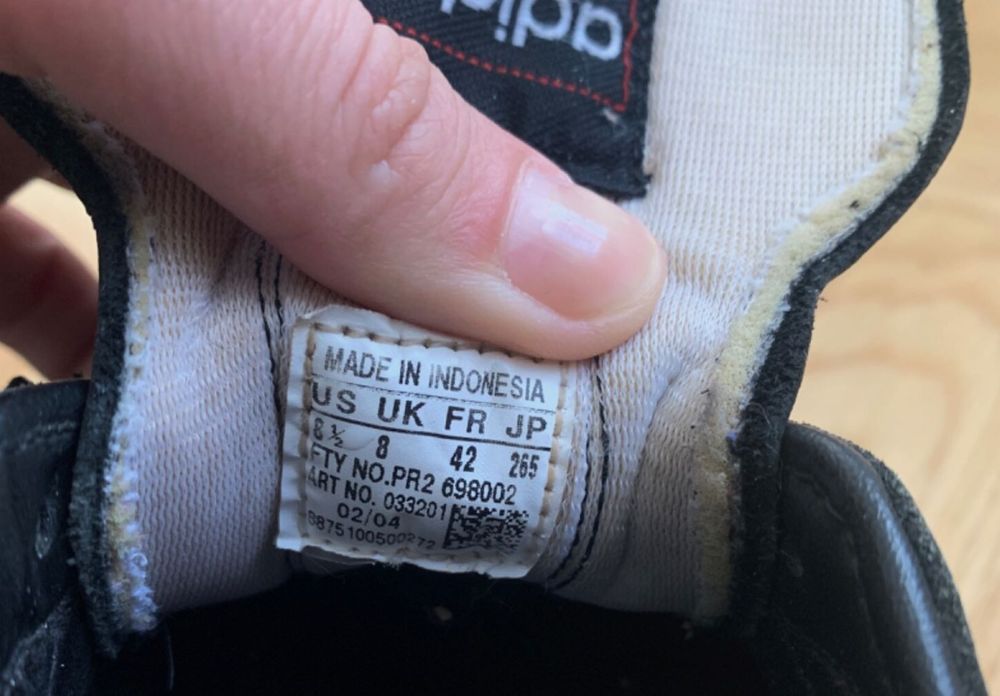 adid
MADE IN INDONESIA
US UK FR JP
8 ½ 8 42 265
FTY NO.PR2 698002
ART NO. 033201
02/04
8875100500272